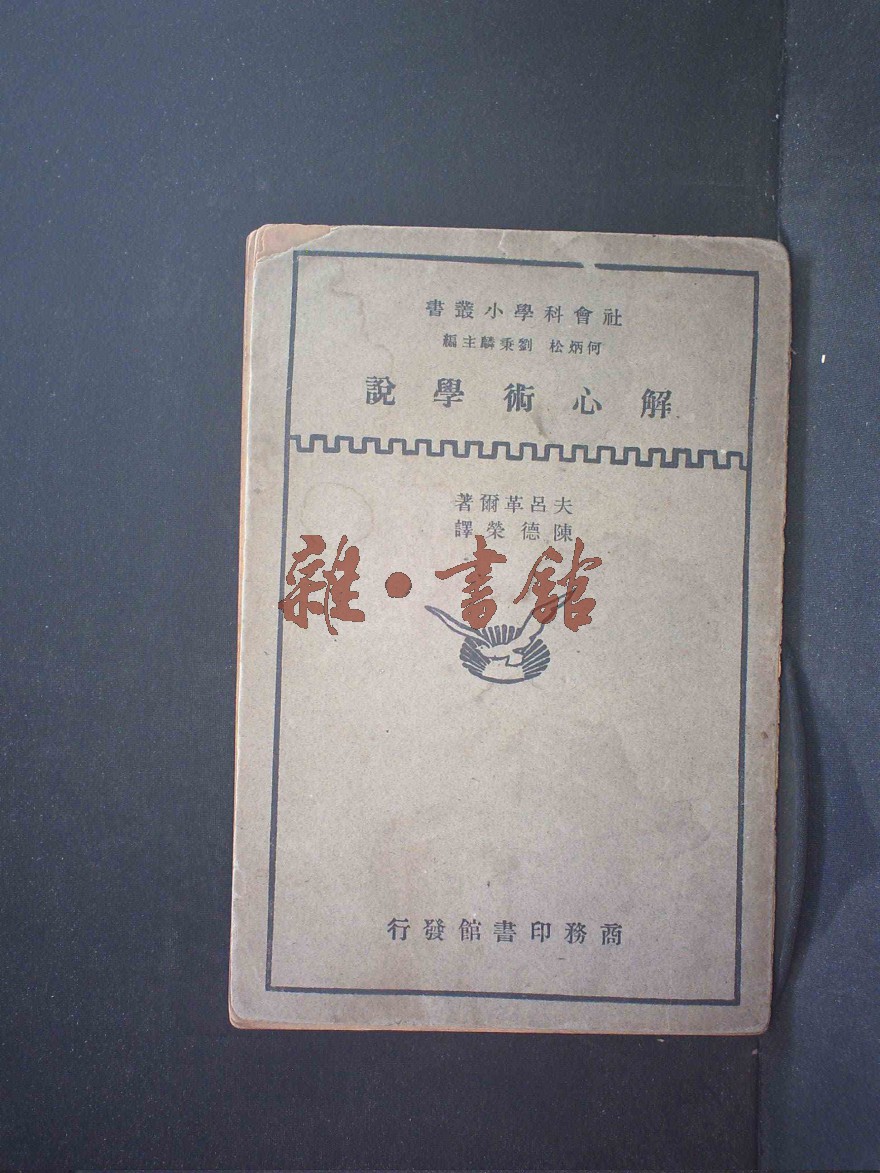 社會科學小叢書
何炳松 劉秉麟主編
解心術學說
夫呂革爾著
陳德榮譯
雜·書館
商務印書館發行